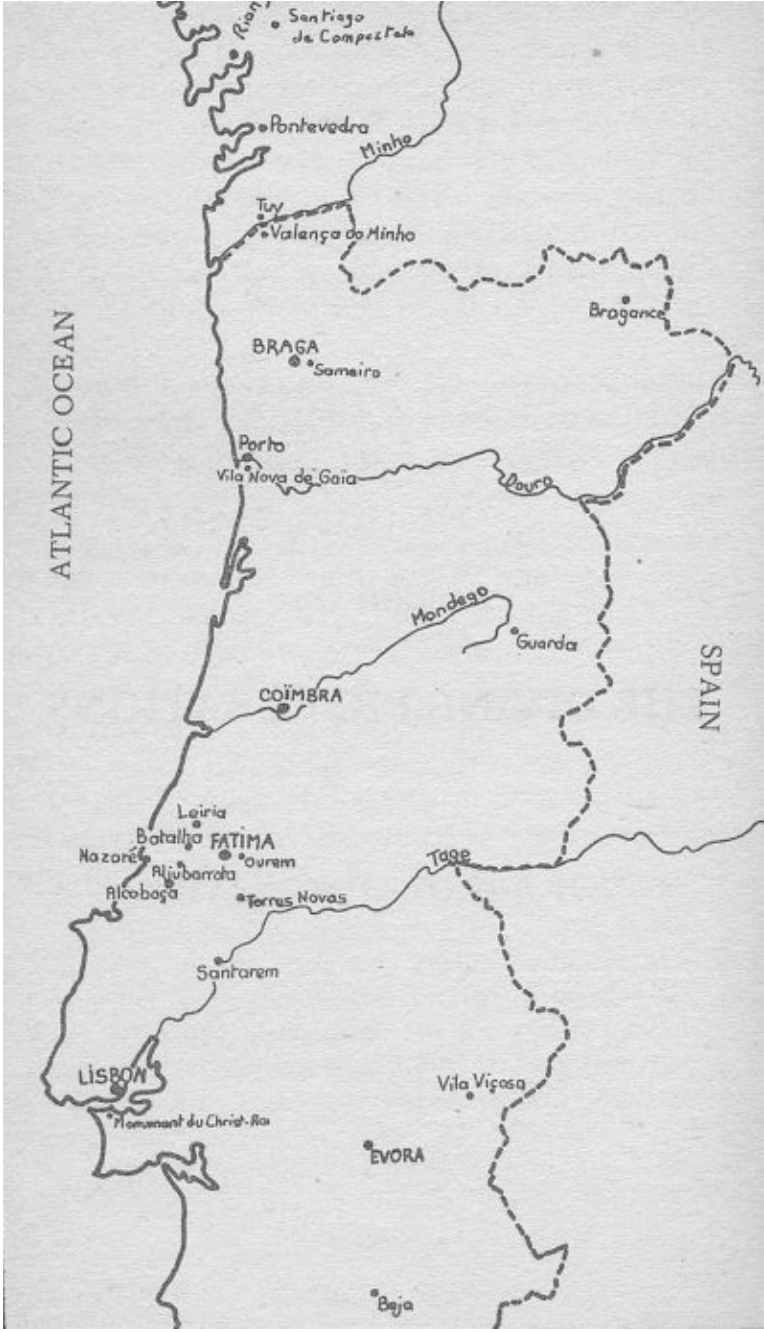 Santiago
de Compostela
Pontevedra
Minho
Tuy
Valença do Minho
Bragance
BRAGA
Sameiro
ATLANTIC OCEAN
Porto
Vila Nova de Gaïa
Douro
Mondego
Guarda
SPAIN
COÏMBRA
Leiria
Batalha
FATIMA
Nazaré
Ourem
Aljubarrota
Alcobaça
Tage
Torres Novas
Santarem
LISBON
Vila Viçosa
Monument du Christ-Roi
EVORA
Beja